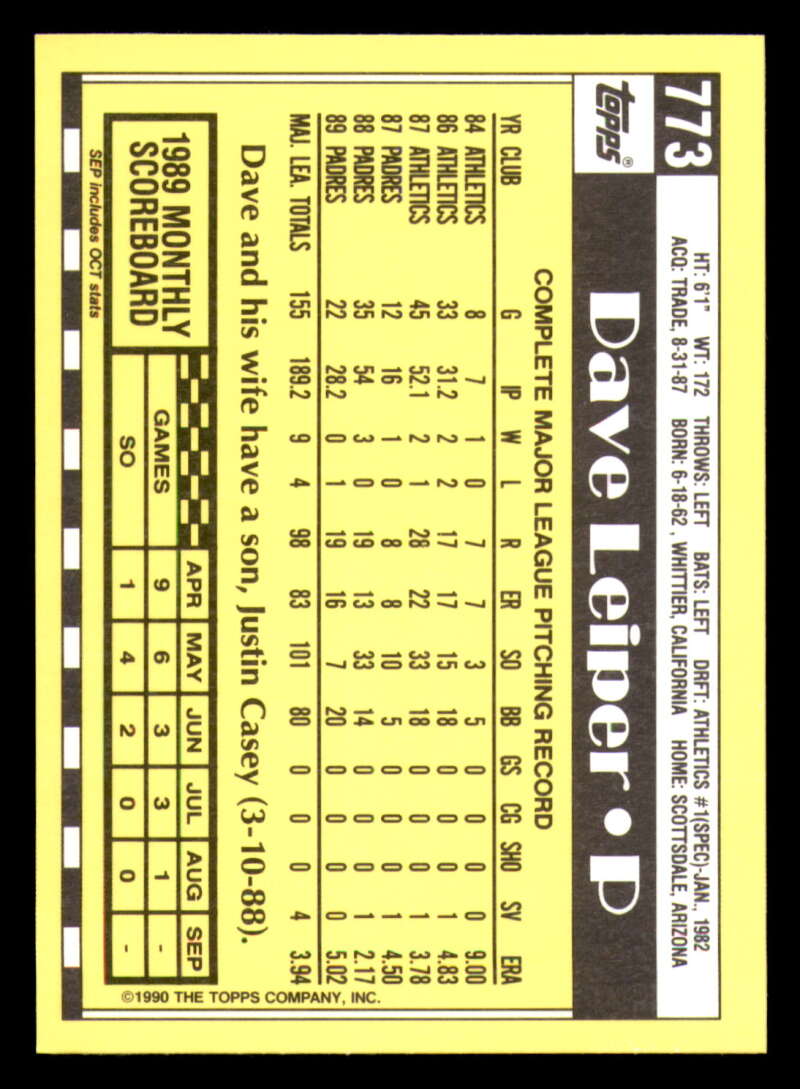 773
topps®
HT: 6'1" WT: 172 THROWS: LEFT BATS: LEFT DRFT: ATHLETICS #1(SPEC)-JAN., 1982
ACQ: TRADE, 8-31-87 BORN: 6-18-62, WHITTIER, CALIFORNIA HOME: SCOTTSDALE, ARIZONA
Dave Leiper • P
COMPLETE MAJOR LEAGUE PITCHING RECORD
YR CLUB G IP W L R ER SO BB GS CG SHO SV ERA
84 ATHLETICS 8 7 1 0 7 7 3 5 0 0 0 0 9.00
86 ATHLETICS 33 31.2 2 2 17 17 15 18 0 0 0 1 4.83
87 ATHLETICS 45 52.1 2 1 28 22 33 18 0 0 0 1 3.78
87 PADRES 12 16 1 0 8 8 10 5 0 0 0 1 4.50
88 PADRES 35 54 3 0 19 13 33 14 0 0 0 1 2.17
89 PADRES 22 28.2 0 1 19 16 7 20 0 0 0 0 5.02
MAJ. LEA. TOTALS 155 189.2 9 4 98 83 101 80 0 0 0 4 3.94
Dave and his wife have a son, Justin Casey (3-10-88).
1989 MONTHLY
SCOREBOARD
APR MAY JUN JUL AUG SEP
GAMES 9 6 3 3 1 -
SO 1 4 2 0 0 -
SEP includes OCT stats
©1990 THE TOPPS COMPANY, INC.